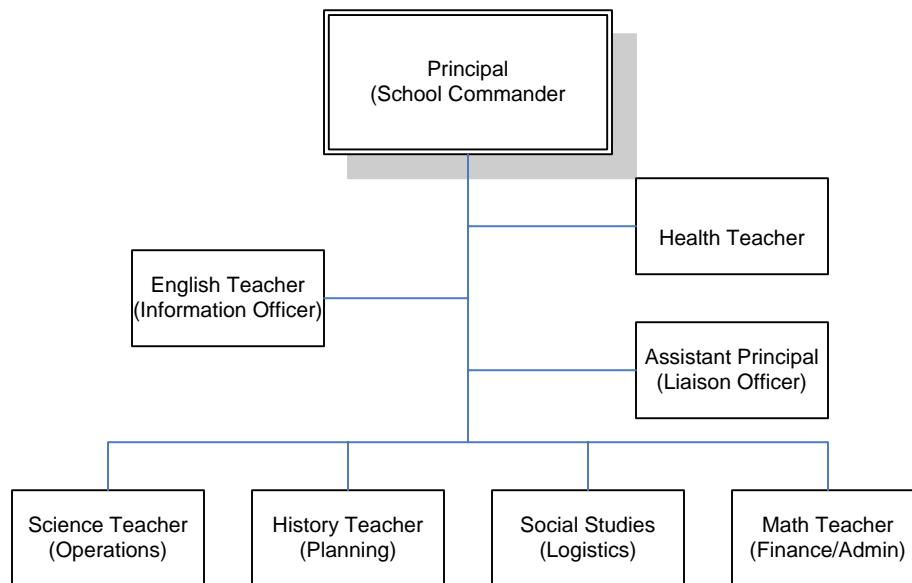 Principal
(School Commander
Health Teacher
English Teacher
(Information Officer)
Assistant Principal
(Liaison Officer)
Science Teacher
(Operations)
History Teacher
(Planning)
Social Studies
(Logistics)
Math Teacher
(Finance/Admin)